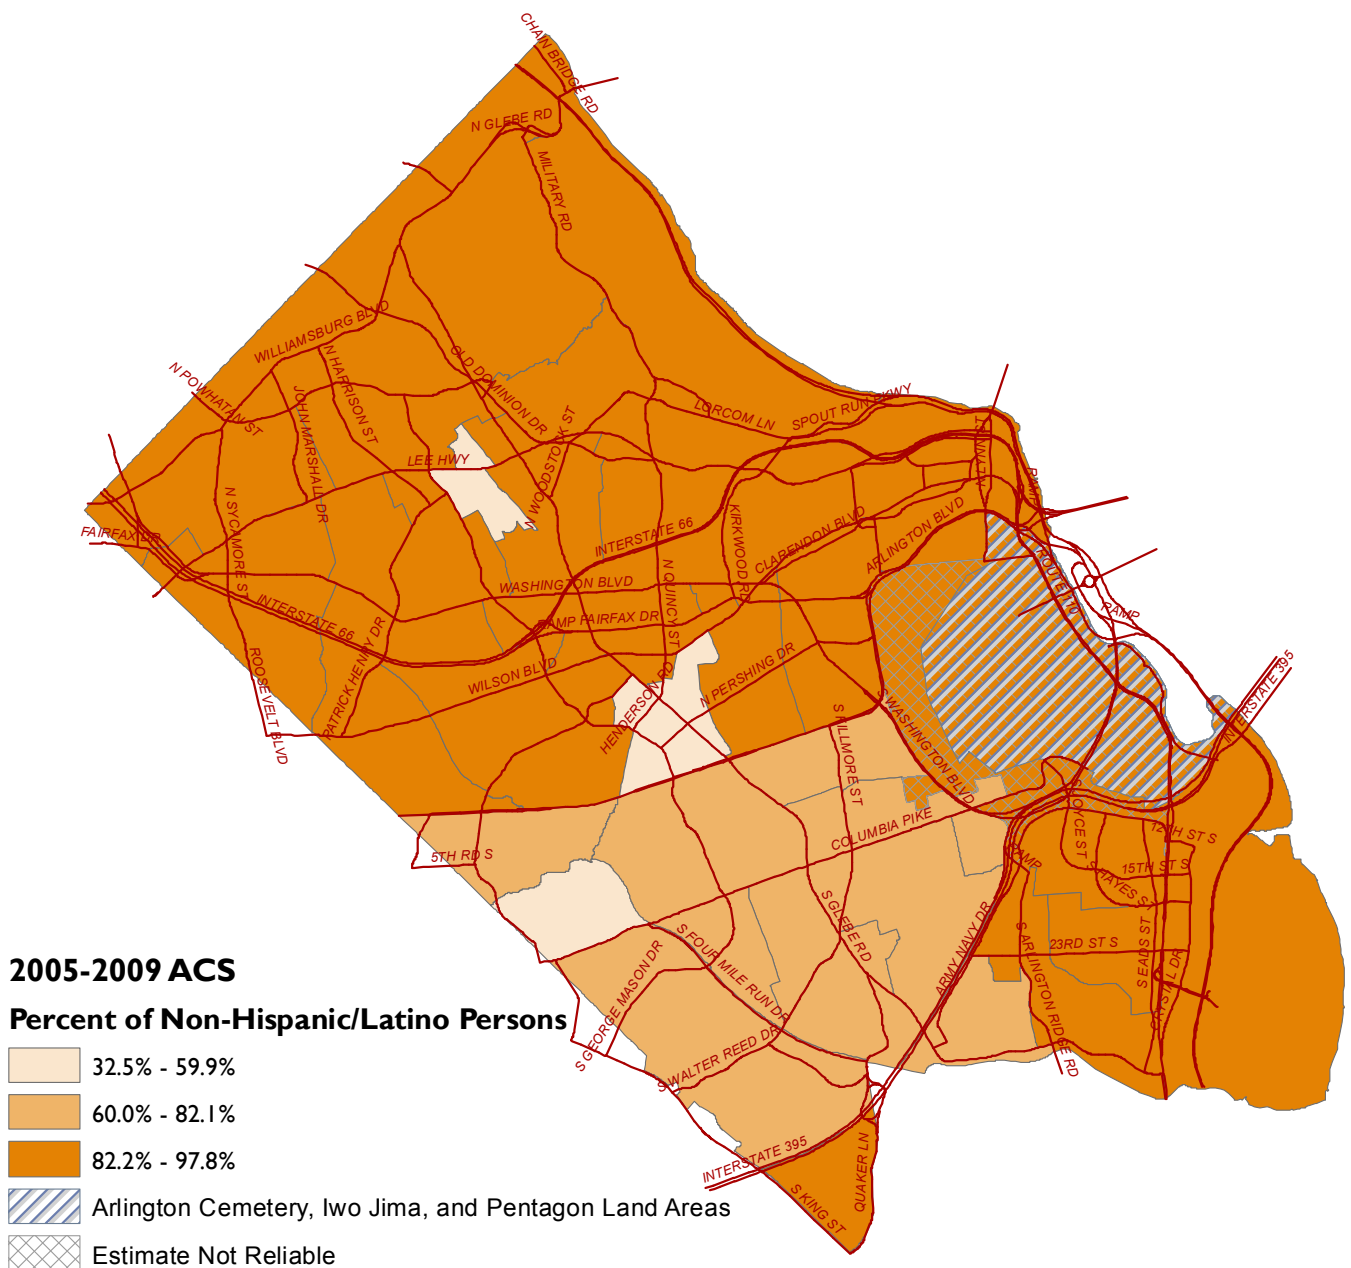 CHAIN BRIDGE RD
N GLEBE RD
MILITARY RD
WILLIAMSBURG BLVD
N HARRISON ST
OLD DOMINION DR
N POWHATAN ST
JOHN MARSHALL DR
N WOODSTOCK ST
LORCOM LN
SPOUT RUN PKWY
N LYNN ST
LEE HWY
RAMP
N SYCAMORE ST
FAIRFAX DR
INTERSTATE 66
KIRKWOOD RD
CLARENDON BLVD
ARLINGTON BLVD
ROUTE 110
WASHINGTON BLVD
N QUINCY ST
INTERSTATE 66
RAMP FAIRFAX DR
RAMP
PATRICK HENRY DR
ROOSEVELT BLVD
WILSON BLVD
HENDERSON RD
N PERSHING DR
S WASHINGTON BLVD
INTERSTATE 395
S FILLMORE ST
COLUMBIA PIKE
S JOYCE ST
12TH ST S
5TH RD S
RAMP
15TH ST S
S HAYES ST
S GLEBE RD
S FOUR MILE RUN DR
S GEORGE MASON DR
ARMY NAVY DR
S ARLINGTON RIDGE RD
23RD ST S
S EADS ST
CRYSTAL DR
S WALTER REED DR
INTERSTATE 395
QUAKER LN
S KING ST
2005-2009 ACS
Percent of Non-Hispanic/Latino Persons
32.5% - 59.9%
60.0% - 82.1%
82.2% - 97.8%
Arlington Cemetery, Iwo Jima, and Pentagon Land Areas
Estimate Not Reliable